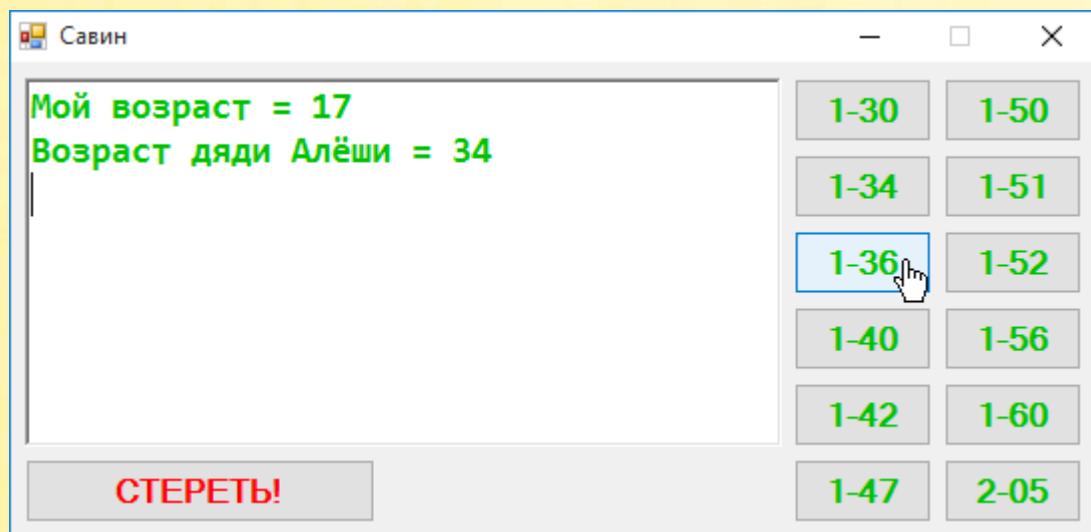 Савин
Мой возраст = 17
Возраст дяди Алёши = 34
1-30 1-50
1-34 1-51
1-36 1-52
1-40 1-56
1-42 1-60
СТЕРЕТЬ! 1-47 2-05